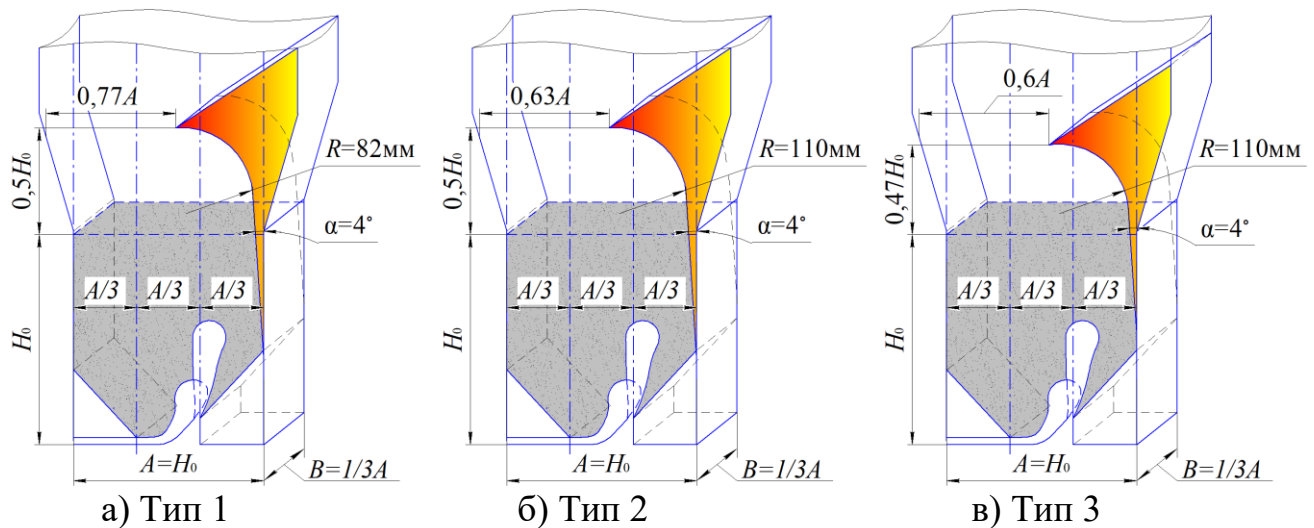 0,77A
0,5H₀
R=82мм
α=4°
A/3 A/3 A/3
H₀
A=H₀
B=1/3A
а) Тип 1
0,63A
0,5H₀
R=110мм
α=4°
A/3 A/3 A/3
H₀
A=H₀
B=1/3A
б) Тип 2
0,6A
0,47H₀
R=110мм
α=4°
A/3 A/3 A/3
H₀
A=H₀
B=1/3A
в) Тип 3